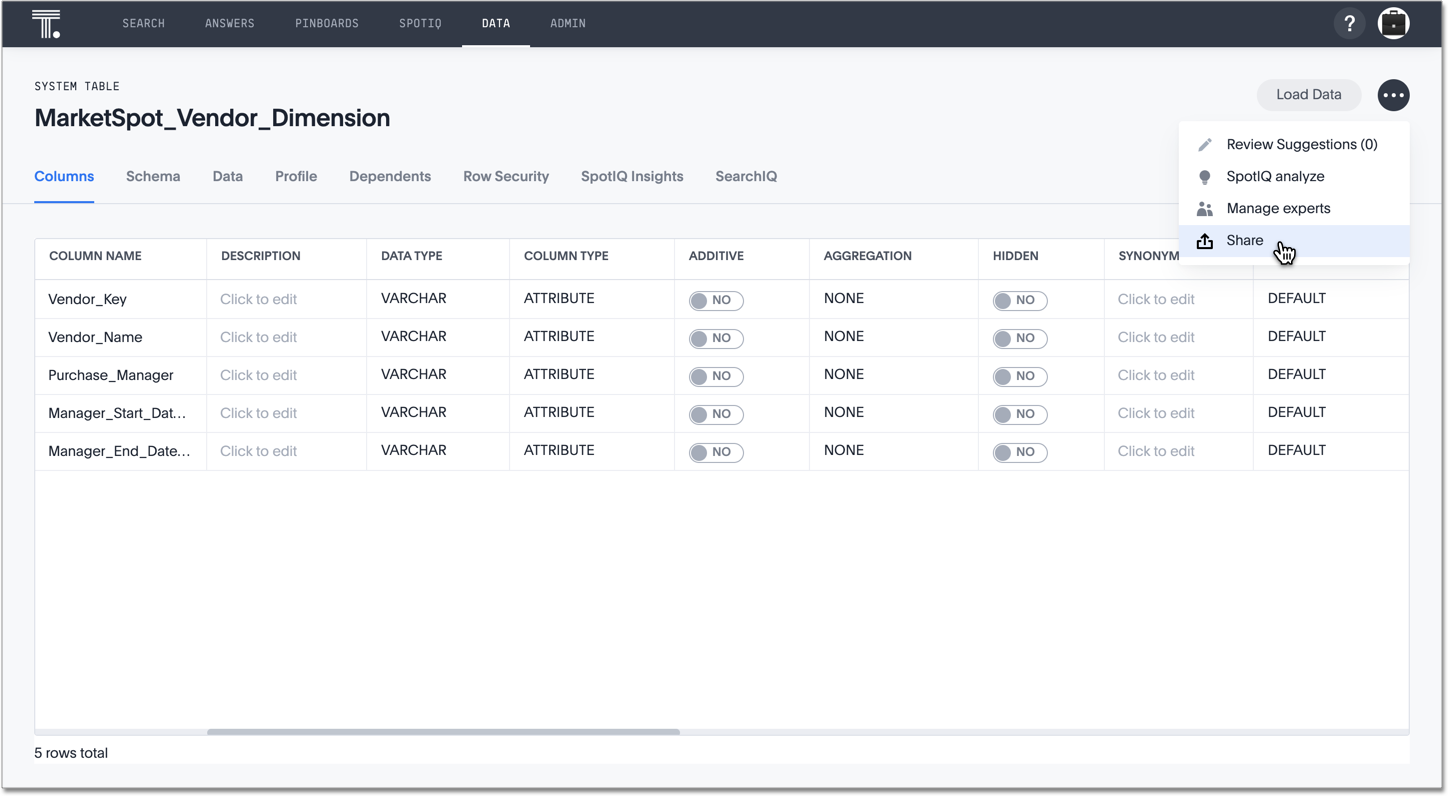 SEARCH ANSWERS PINBOARDS SPOTIQ DATA ADMIN ?
SYSTEM TABLE
MarketSpot_Vendor_Dimension
Load Data
Review Suggestions (0)
SpotIQ analyze
Manage experts
Share
Columns Schema Data Profile Dependents Row Security SpotIQ Insights SearchIQ
COLUMN NAME DESCRIPTION DATA TYPE COLUMN TYPE ADDITIVE AGGREGATION HIDDEN SYNONYM
Vendor_Key Click to edit VARCHAR ATTRIBUTE NO NONE NO Click to edit DEFAULT
Vendor_Name Click to edit VARCHAR ATTRIBUTE NO NONE NO Click to edit DEFAULT
Purchase_Manager Click to edit VARCHAR ATTRIBUTE NO NONE NO Click to edit DEFAULT
Manager_Start_Dat... Click to edit VARCHAR ATTRIBUTE NO NONE NO Click to edit DEFAULT
Manager_End_Date... Click to edit VARCHAR ATTRIBUTE NO NONE NO Click to edit DEFAULT
5 rows total